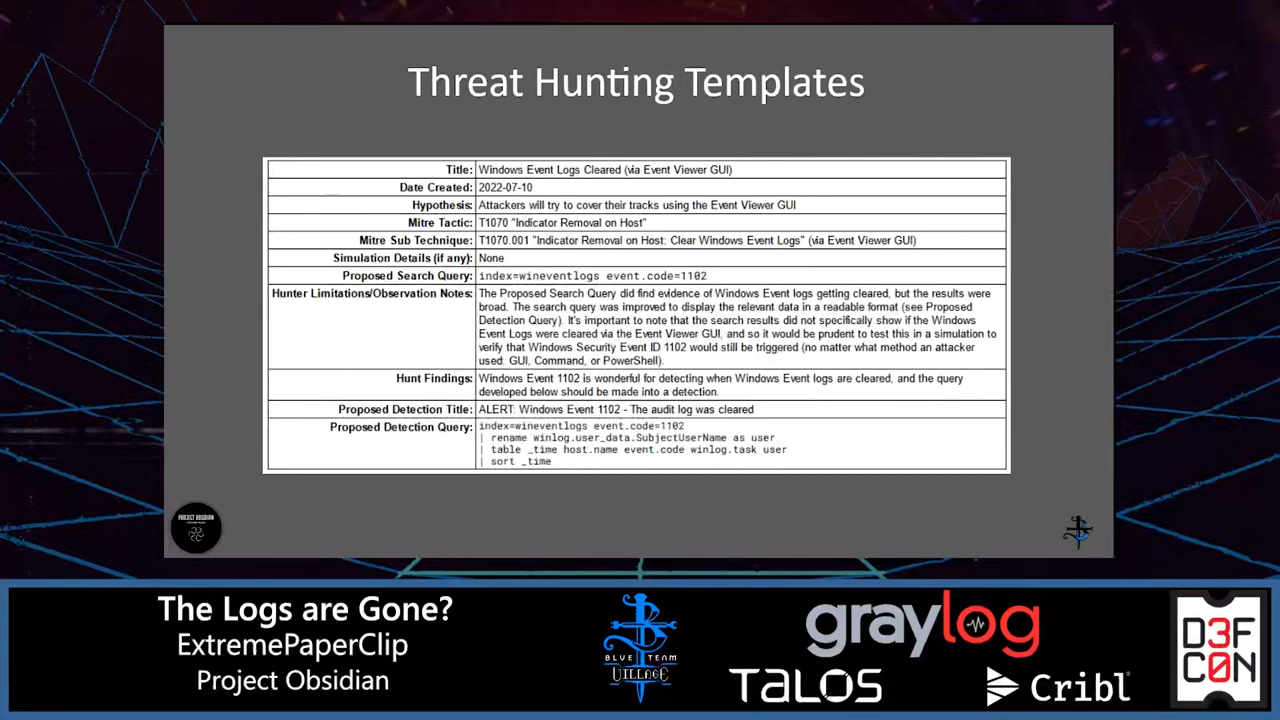 Threat Hunting Templates
Title: Windows Event Logs Cleared (via Event Viewer GUI)
Date Created: 2022-07-10
Hypothesis: Attackers will try to cover their tracks using the Event Viewer GUI
Mitre Tactic: T1070 "Indicator Removal on Host"
Mitre Sub Technique: T1070.001 "Indicator Removal on Host: Clear Windows Event Logs" (via Event Viewer GUI)
Simulation Details (if any): None
Proposed Search Query: index=wineventlogs event.code=1102
Hunter Limitations/Observation Notes: The Proposed Search Query did find evidence of Windows Event logs getting cleared, but the results were
broad. The search query was improved to display the relevant data in a readable format (see Proposed
Detection Query). It's important to note that the search results did not specifically show if the Windows
Event Logs were cleared via the Event Viewer GUI, and so it would be prudent to test this in a simulation to
verify that Windows Security Event ID 1102 would still be triggered (no matter what method an attacker
used: GUI, Command, or PowerShell).
Hunt Findings: Windows Event 1102 is wonderful for detecting when Windows Event logs are cleared, and the query
developed below should be made into a detection.
Proposed Detection Title: ALERT: Windows Event 1102 - The audit log was cleared
Proposed Detection Query: index=wineventlogs event.code=1102
| rename winlog.user_data.SubjectUserName as user
| table _time host.name event.code winlog.task user
| sort _time
PROJECT OBSIDIAN
The Logs are Gone?
ExtremePaperClip
Project Obsidian
BLUE TEAM
VILLAGE
graylog
TALOS
Cribl
D3F
C0N